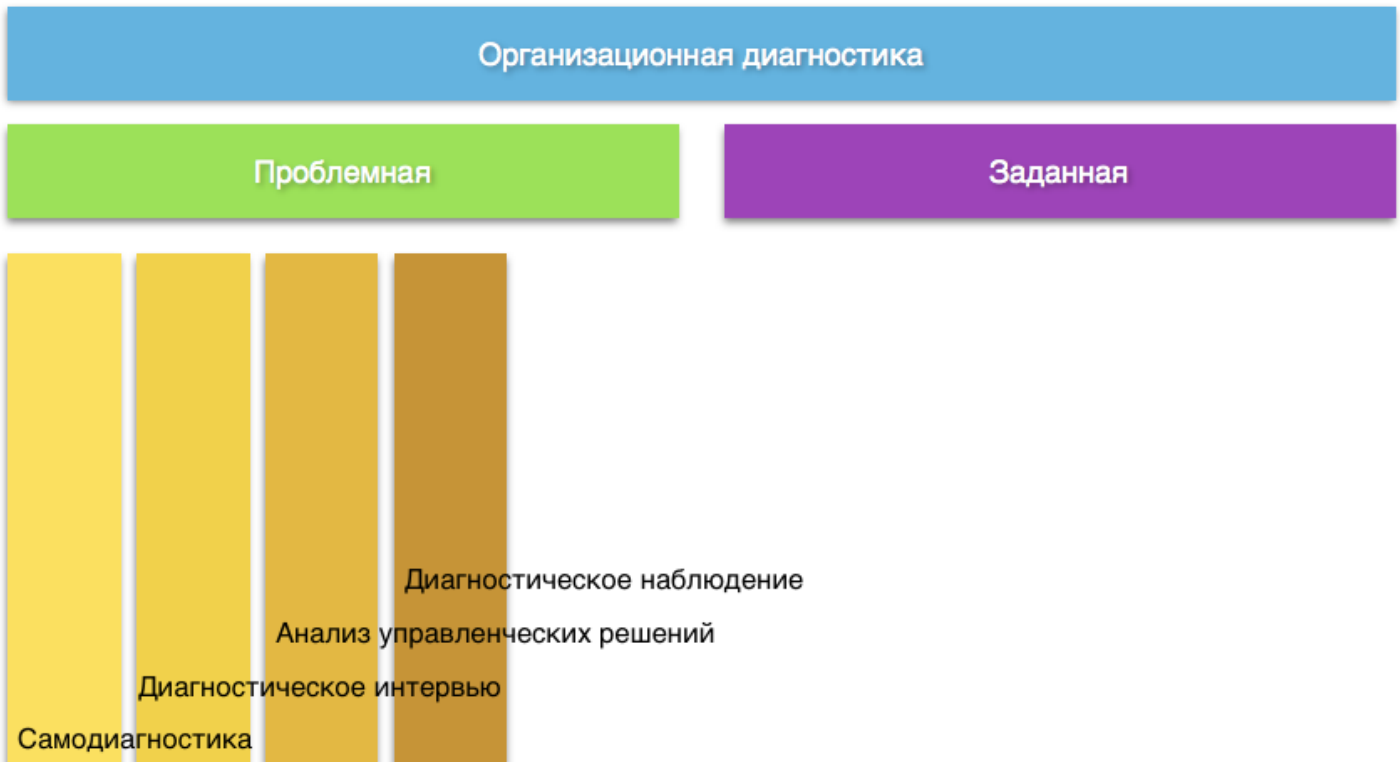 Организационная диагностика
Проблемная
Заданная
Диагностическое наблюдение
Анализ управленческих решений
Диагностическое интервью
Самодиагностика